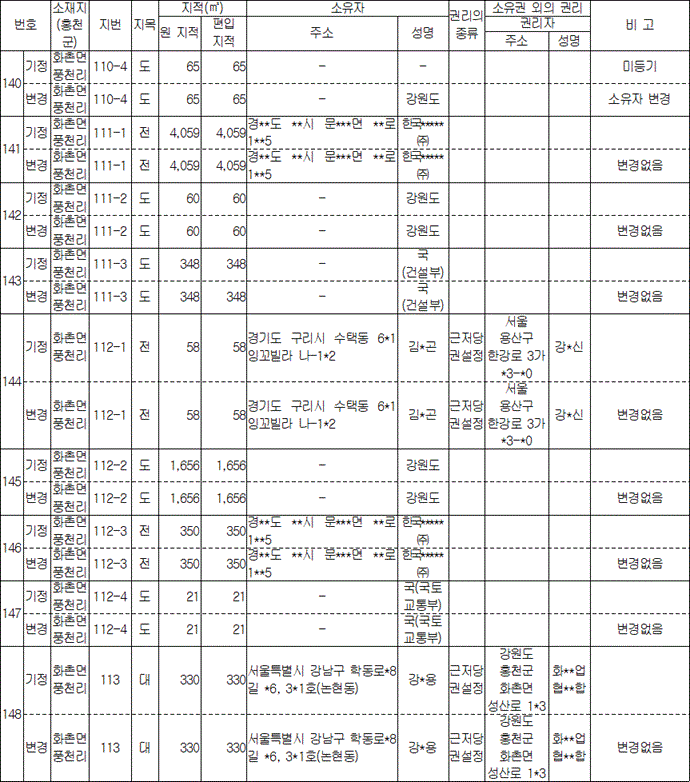 번호 소재지(홍천군) 지번 지목 지적(㎡) 소유자 권리의 종류 소유권 외의 권리 비 고
원 지적 편입 지적 주소 성명 권리자
주소 성명
140 기정 화촌면 풍천리 110-4 도 65 65 - - 미등기
변경 화촌면 풍천리 110-4 도 65 65 - 강원도 소유자 변경
141 기정 화촌면 풍천리 111-1 전 4,059 4,059 경**도 **시 문***면 **로 1**5 한국*****㈜
변경 화촌면 풍천리 111-1 전 4,059 4,059 경**도 **시 문***면 **로 1**5 한국*****㈜ 변경없음
142 기정 화촌면 풍천리 111-2 도 60 60 - 강원도
변경 화촌면 풍천리 111-2 도 60 60 - 강원도 변경없음
143 기정 화촌면 풍천리 111-3 도 348 348 - 국(건설부)
변경 화촌면 풍천리 111-3 도 348 348 - 국(건설부) 변경없음
144 기정 화촌면 풍천리 112-1 전 58 58 경기도 구리시 수택동 6*1 잉꼬빌라 나-1*2 김*곤 근저당권설정 서울 용산구 한강로 3가 *3-*0 강*신
변경 화촌면 풍천리 112-1 전 58 58 경기도 구리시 수택동 6*1 잉꼬빌라 나-1*2 김*곤 근저당권설정 서울 용산구 한강로 3가 *3-*0 강*신 변경없음
145 기정 화촌면 풍천리 112-2 도 1,656 1,656 - 강원도
변경 화촌면 풍천리 112-2 도 1,656 1,656 - 강원도 변경없음
146 기정 화촌면 풍천리 112-3 전 350 350 경**도 **시 문***면 **로 1**5 한국*****㈜
변경 화촌면 풍천리 112-3 전 350 350 경**도 **시 문***면 **로 1**5 한국*****㈜ 변경없음
147 기정 화촌면 풍천리 112-4 도 21 21 - 국(국토교통부)
변경 화촌면 풍천리 112-4 도 21 21 - 국(국토교통부) 변경없음
148 기정 화촌면 풍천리 113 대 330 330 서울특별시 강남구 학동로*8길 *6, 3*1호(논현동) 강*용 근저당권설정 강원도 홍천군 화촌면 성산로 1*3 화**업협**합
변경 화촌면 풍천리 113 대 330 330 서울특별시 강남구 학동로*8길 *6, 3*1호(논현동) 강*용 근저당권설정 강원도 홍천군 화촌면 성산로 1*3 화**업협**합 변경없음